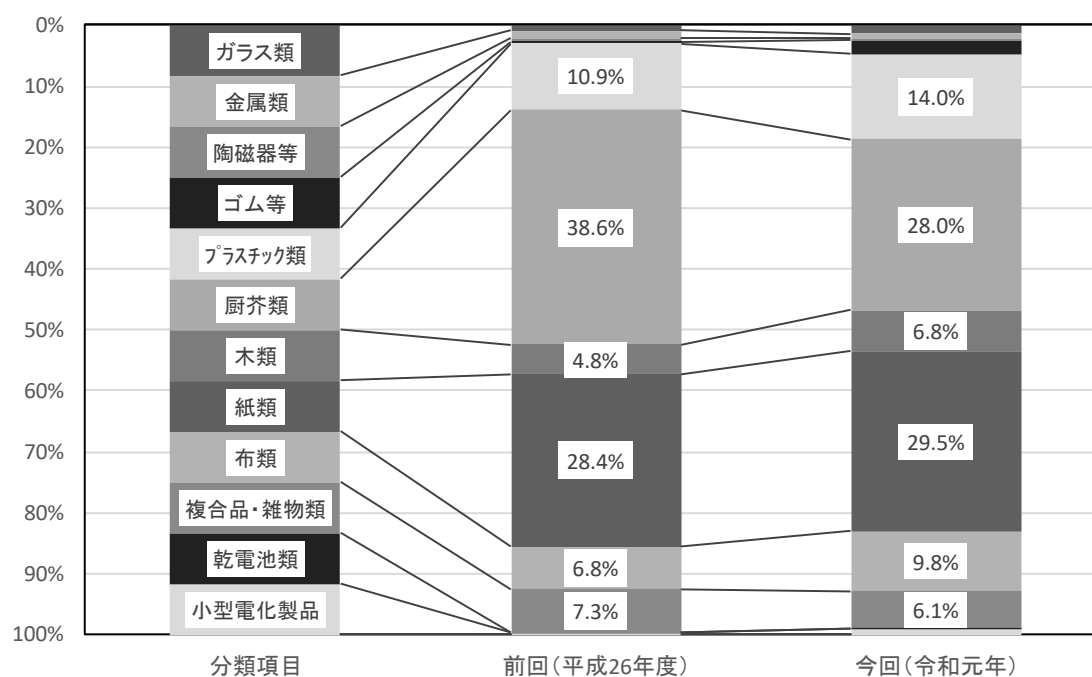 0%
10%
20%
30%
40%
50%
60%
70%
80%
90%
100%
ガラス類
金属類
陶磁器等
ゴム等
プラスチック類
厨芥類
木類
紙類
布類
複合品・雑物類
乾電池類
小型電化製品
10.9%
38.6%
4.8%
28.4%
6.8%
7.3%
14.0%
28.0%
6.8%
29.5%
9.8%
6.1%
分類項目
前回(平成26年度)
今回(令和元年)